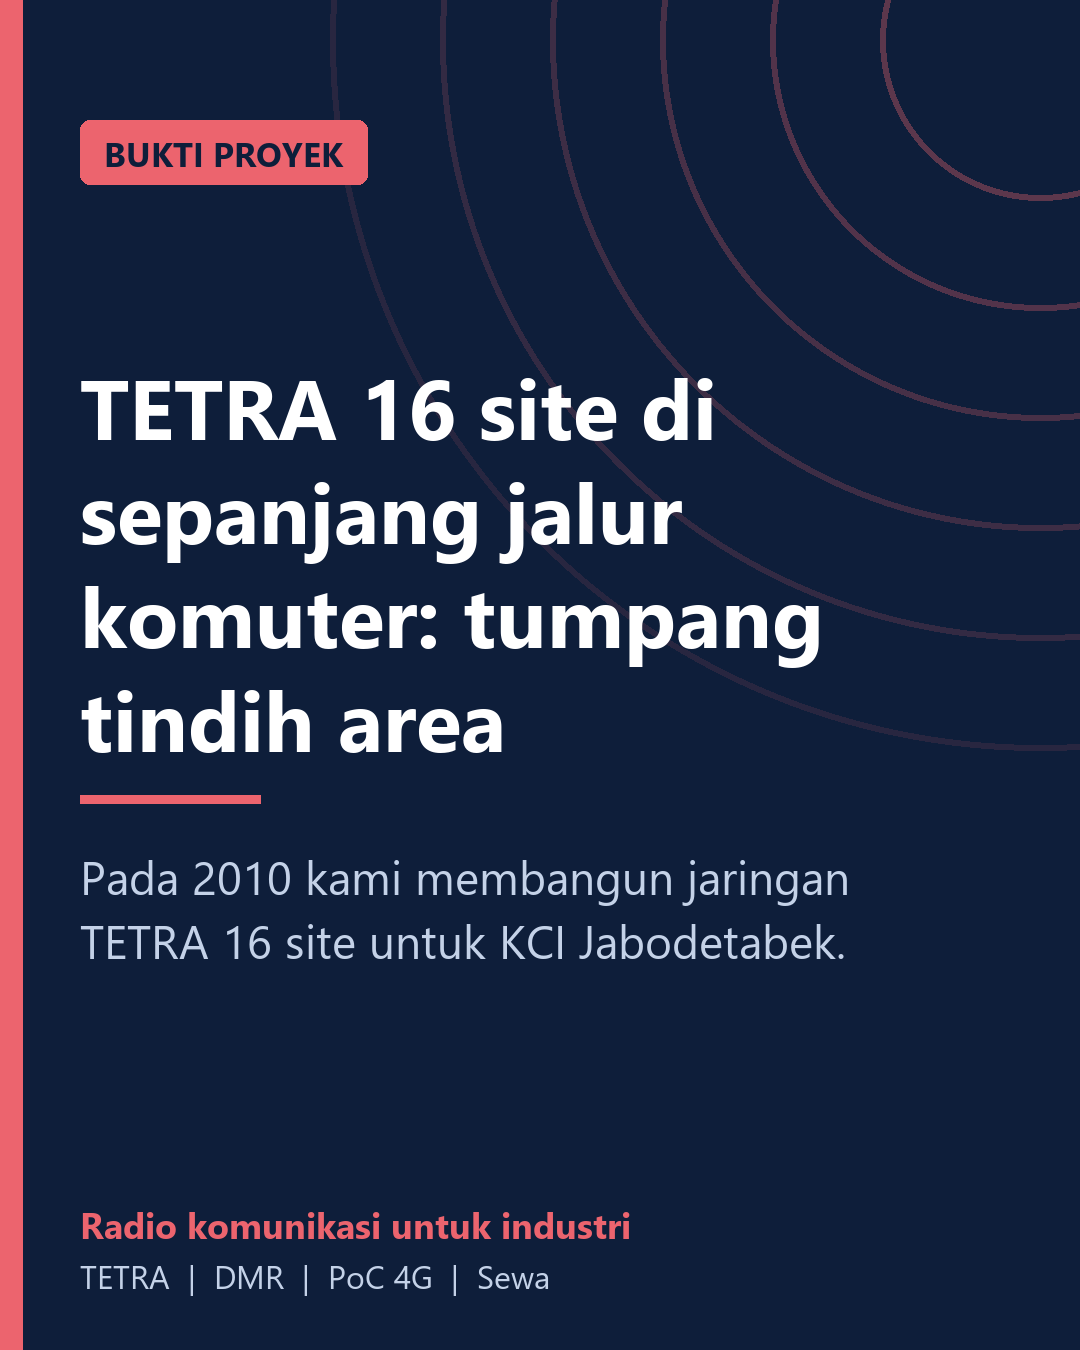 BUKTI PROYEK
TETRA 16 site di
sepanjang jalur
komuter: tumpang
tindih area
Pada 2010 kami membangun jaringan
TETRA 16 site untuk KCI Jabodetabek.
Radio komunikasi untuk industri
TETRA | DMR | PoC 4G | Sewa